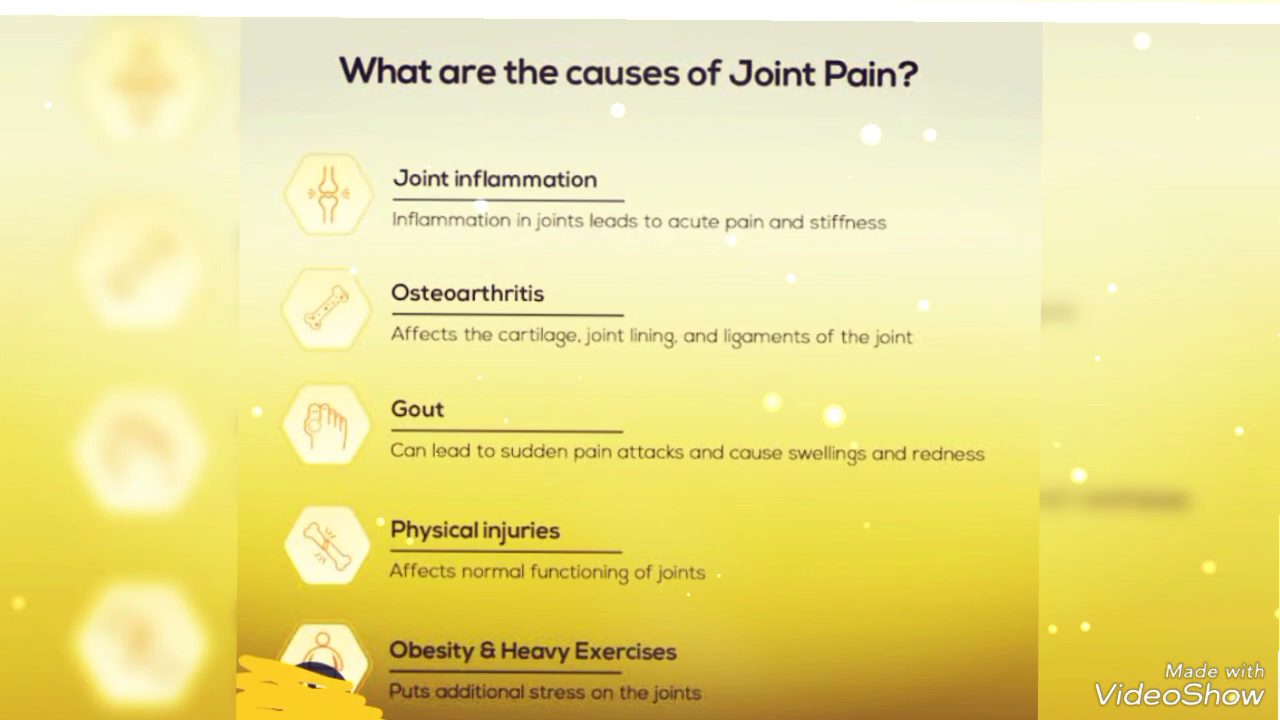 What are the causes of Joint Pain?
Joint inflammation
Inflammation in joints leads to acute pain and stiffness
Osteoarthritis
Affects the cartilage, joint lining, and ligaments of the joint
Gout
Can lead to sudden pain attacks and cause swellings and redness
Physical injuries
Affects normal functioning of joints
Obesity & Heavy Exercises
Puts additional stress on the joints
Made with
VideoShow